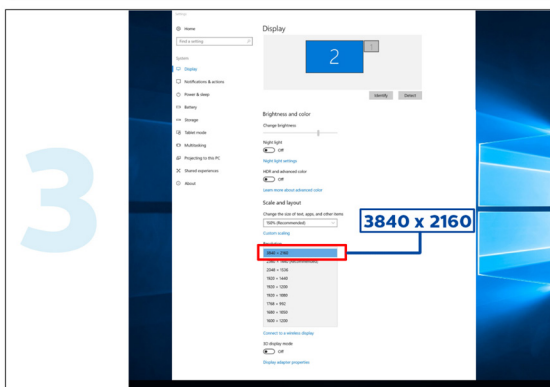 3
Settings
Home
Find a setting
System
Display
Notifications & actions
Power & sleep
Battery
Storage
Tablet mode
Multitasking
Projecting to this PC
Shared experiences
About
Display
2
1
Identify
Detect
Brightness and color
Change brightness
Night light
Off
Night light settings
HDR and advanced color
Off
Learn more about advanced color
Scale and layout
Change the size of text, apps, and other items
100% (Recommended)
Custom scaling
3840 × 2160
3840 x 2160
2048 × 1536
1920 × 1440
1920 × 1200
1920 × 1080
1768 × 992
1680 × 1050
1600 × 1200
Connect to a wireless display
3D display mode
Off
Display adapter properties